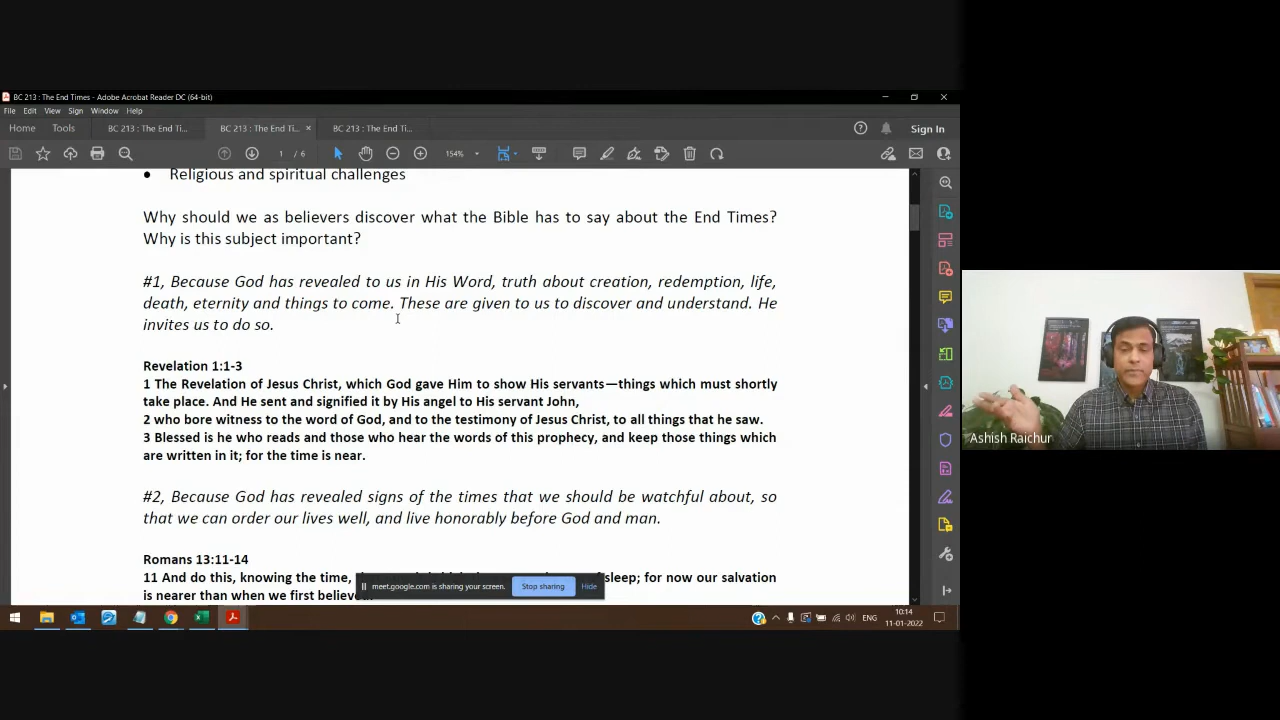 BC 213 : The End Times - Adobe Acrobat Reader DC (64-bit)
File Edit View Sign Window Help
Home Tools BC 213 : The End Ti... BC 213 : The End Ti... × BC 213 : The End Ti... Sign In
1 / 6 154%
• Religious and spiritual challenges
Why should we as believers discover what the Bible has to say about the End Times?
Why is this subject important?
#1, Because God has revealed to us in His Word, truth about creation, redemption, life,
death, eternity and things to come. These are given to us to discover and understand. He
invites us to do so.
Revelation 1:1-3
1 The Revelation of Jesus Christ, which God gave Him to show His servants—things which must shortly
take place. And He sent and signified it by His angel to His servant John,
2 who bore witness to the word of God, and to the testimony of Jesus Christ, to all things that he saw.
3 Blessed is he who reads and those who hear the words of this prophecy, and keep those things which
are written in it; for the time is near.
#2, Because God has revealed signs of the times that we should be watchful about, so
that we can order our lives well, and live honorably before God and man.
Romans 13:11-14
11 And do this, knowing the time, sleep; for now our salvation
is nearer than when we first believed.
meet.google.com is sharing your screen. Stop sharing Hide
ENG 10:14
11-01-2022
Ashish Raichur